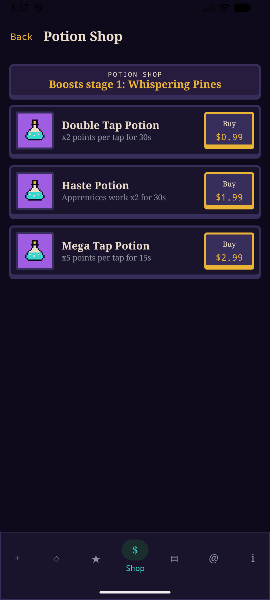 Back Potion Shop
POTION SHOP
Boosts stage 1: Whispering Pines
Double Tap Potion
x2 points per tap for 30s
Buy
$0.99
Haste Potion
Apprentices work x2 for 30s
Buy
$1.99
Mega Tap Potion
x5 points per tap for 15s
Buy
$2.99
$
@
i
Shop